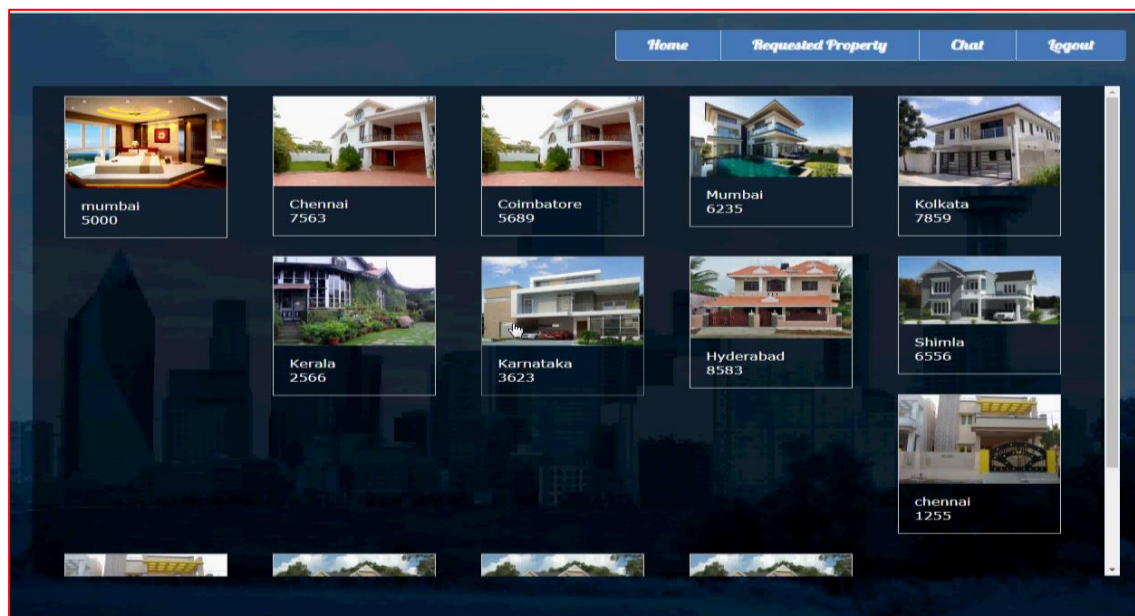 Home
Requested Property
Chat
Logout
mumbai
5000
Chennai
7563
Coimbatore
5689
Mumbai
6235
Kolkata
7859
Kerala
2566
Karnataka
3623
Hyderabad
8583
Shimla
6556
chennai
1255